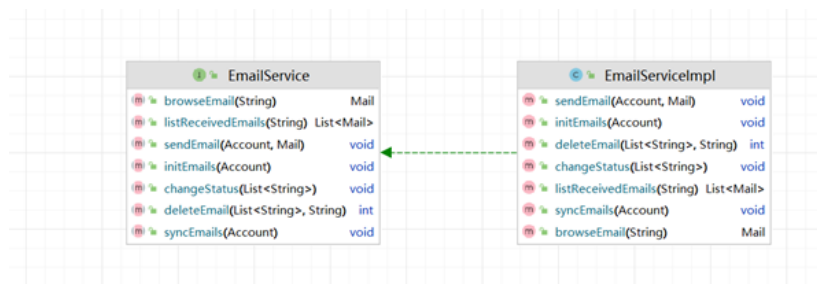 EmailService
browseEmail(String) Mail
listReceivedEmails(String) List<Mail>
sendEmail(Account, Mail) void
initEmails(Account) void
changeStatus(List<String>) void
deleteEmail(List<String>, String) int
syncEmails(Account) void
EmailServiceImpl
sendEmail(Account, Mail) void
initEmails(Account) void
deleteEmail(List<String>, String) int
changeStatus(List<String>) void
listReceivedEmails(String) List<Mail>
syncEmails(Account) void
browseEmail(String) Mail